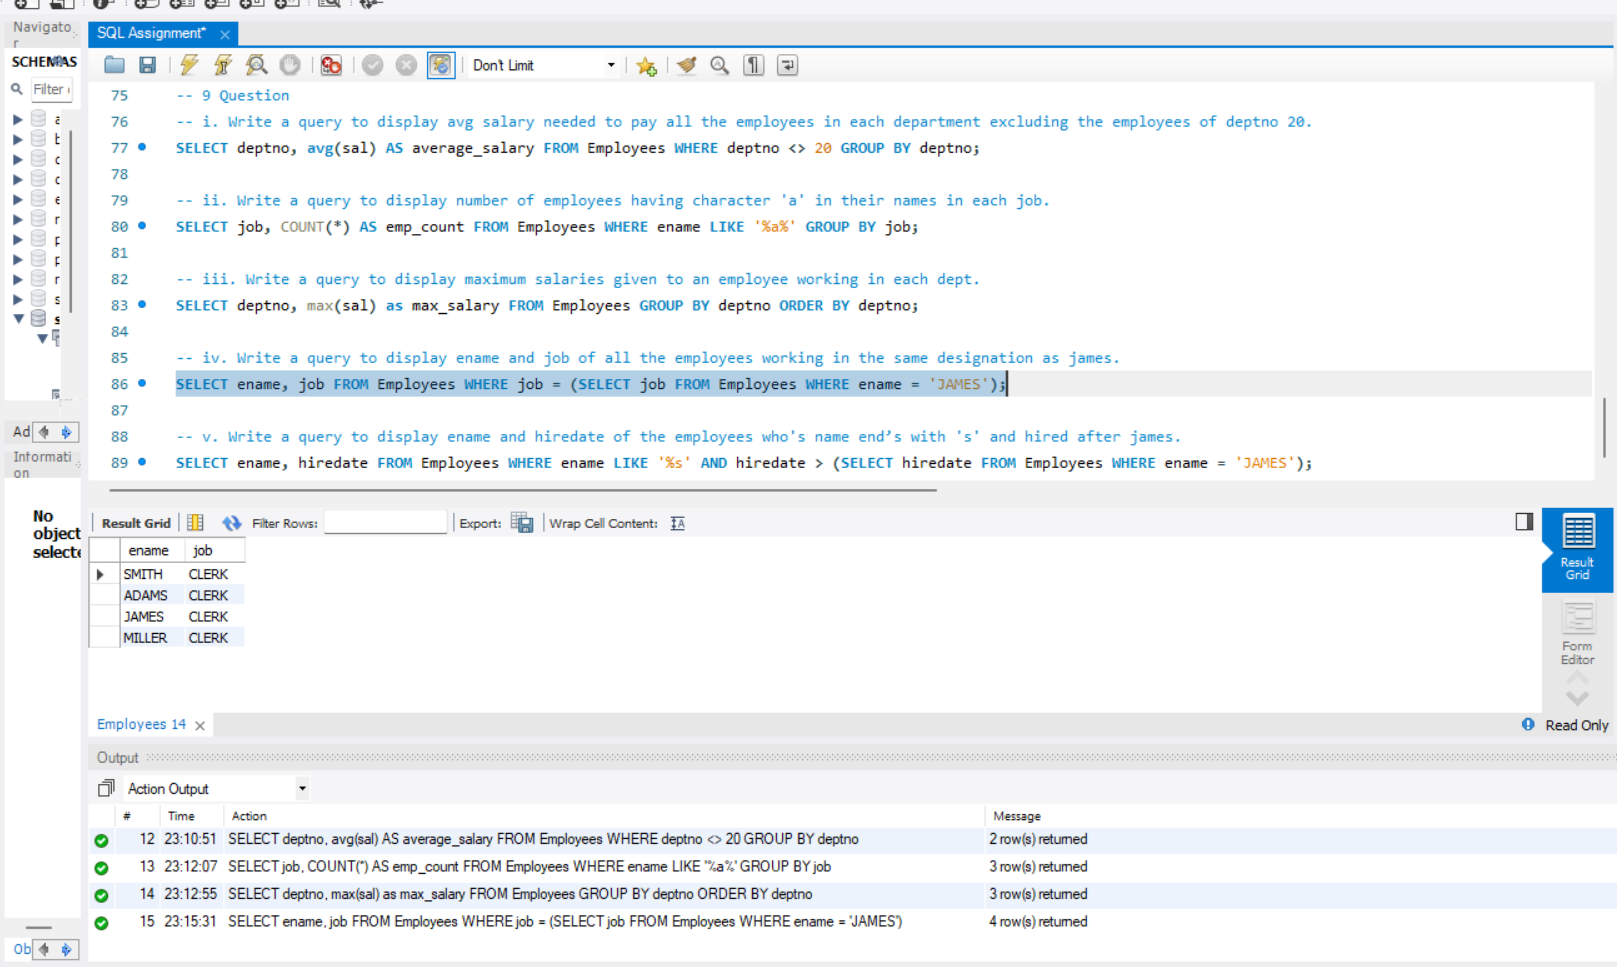 Navigato
r
SCHEMAS
Filter
SQL Assignment*
Don't Limit
75 -- 9 Question
76 -- i. Write a query to display avg salary needed to pay all the employees in each department excluding the employees of deptno 20.
77 SELECT deptno, avg(sal) AS average_salary FROM Employees WHERE deptno <> 20 GROUP BY deptno;
78
79 -- ii. Write a query to display number of employees having character 'a' in their names in each job.
80 SELECT job, COUNT(*) AS emp_count FROM Employees WHERE ename LIKE '%a%' GROUP BY job;
81
82 -- iii. Write a query to display maximum salaries given to an employee working in each dept.
83 SELECT deptno, max(sal) as max_salary FROM Employees GROUP BY deptno ORDER BY deptno;
84
85 -- iv. Write a query to display ename and job of all the employees working in the same designation as james.
86 SELECT ename, job FROM Employees WHERE job = (SELECT job FROM Employees WHERE ename = 'JAMES');
87
88 -- v. Write a query to display ename and hiredate of the employees who's name end’s with 's' and hired after james.
89 SELECT ename, hiredate FROM Employees WHERE ename LIKE '%s' AND hiredate > (SELECT hiredate FROM Employees WHERE ename = 'JAMES');
Ad
Informati
on
No
object
selecte
Ob
Result Grid Filter Rows: Export: Wrap Cell Content:
ename job
SMITH CLERK
ADAMS CLERK
JAMES CLERK
MILLER CLERK
Result
Grid
Form
Editor
Employees 14
Read Only
Output
Action Output
# Time Action Message
12 23:10:51 SELECT deptno, avg(sal) AS average_salary FROM Employees WHERE deptno <> 20 GROUP BY deptno 2 row(s) returned
13 23:12:07 SELECT job, COUNT(*) AS emp_count FROM Employees WHERE ename LIKE '%a%' GROUP BY job 3 row(s) returned
14 23:12:55 SELECT deptno, max(sal) as max_salary FROM Employees GROUP BY deptno ORDER BY deptno 3 row(s) returned
15 23:15:31 SELECT ename, job FROM Employees WHERE job = (SELECT job FROM Employees WHERE ename = 'JAMES') 4 row(s) returned